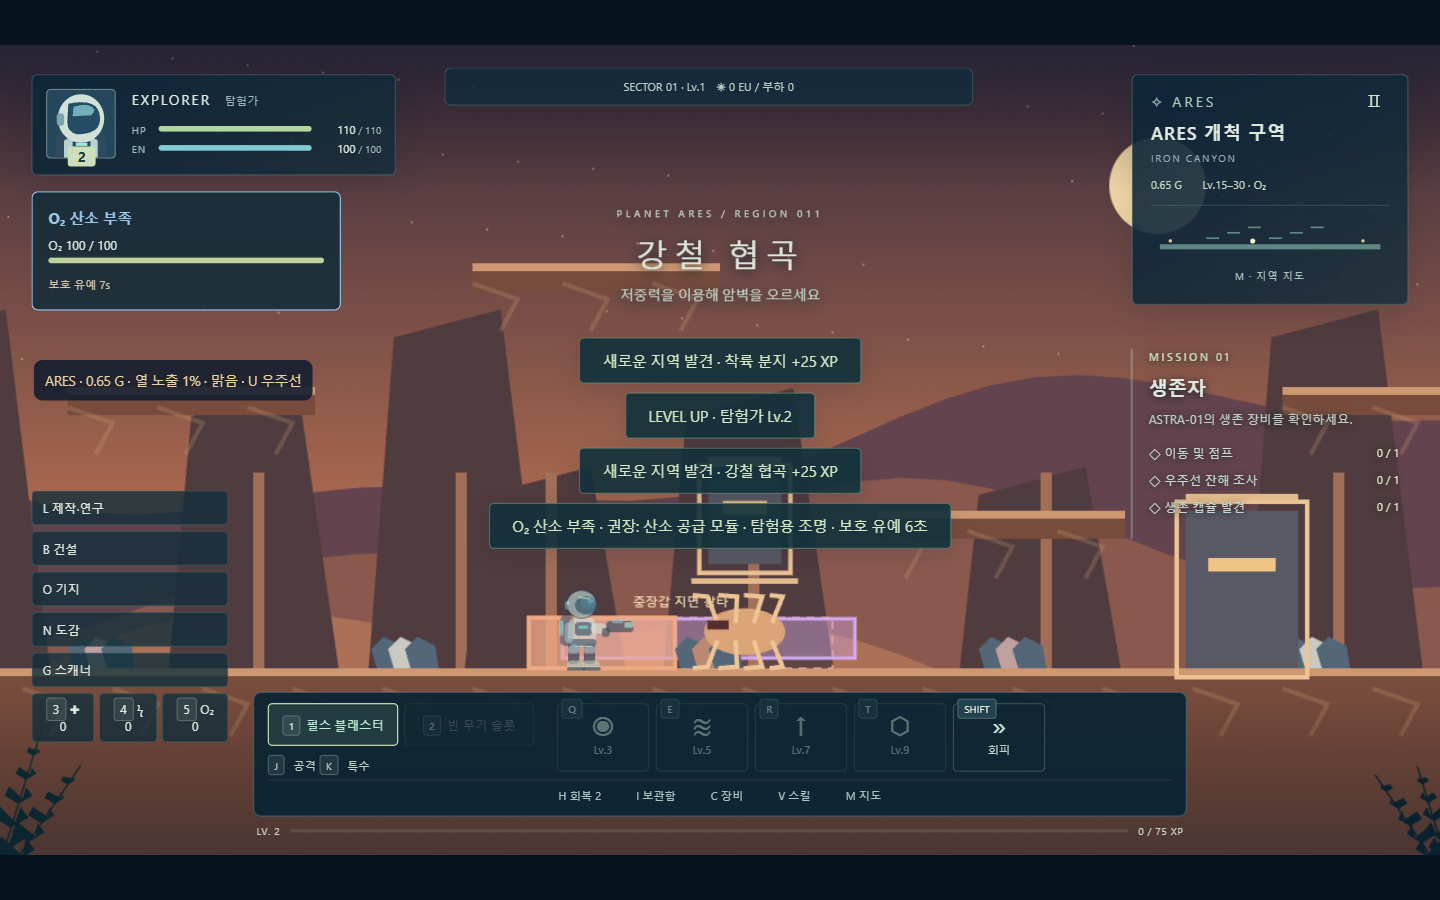 EXPLORER 탐험가
HP 110 / 110
EN 100 / 100
2
SECTOR 01 · Lv.1 ☀ 0 EU / 부하 0
✧ ARES II
ARES 개척 구역
IRON CANYON
0.65 G Lv.15–30 · O₂
M · 지역 지도
O₂ 산소 부족
O₂ 100 / 100
보호 유예 7s
PLANET ARES / REGION 011
강철 협곡
저중력을 이용해 암벽을 오르세요
새로운 지역 발견 · 착륙 분지 +25 XP
LEVEL UP · 탐험가 Lv.2
새로운 지역 발견 · 강철 협곡 +25 XP
O₂ 산소 부족 · 권장: 산소 공급 모듈 · 탐험용 조명 · 보호 유예 6초
ARES · 0.65 G · 열 노출 1% · 맑음 · U 우주선
MISSION 01
생존자
ASTRA-01의 생존 장비를 확인하세요.
◇ 이동 및 점프 0 / 1
◇ 우주선 잔해 조사 0 / 1
◇ 생존 캡슐 발견 0 / 1
L 제작·연구
B 건설
O 기지
N 도감
G 스캐너
중장갑 지면 강타
3 ✚ 0
4 0
5 O₂ 0
1 펄스 블래스터
2 빈 무기 슬롯
J 공격 K 특수
Q Lv.3
E Lv.5
R Lv.7
T Lv.9
SHIFT » 회피
H 회복 2 I 보관함 C 장비 V 스킬 M 지도
LV. 2 0 / 75 XP